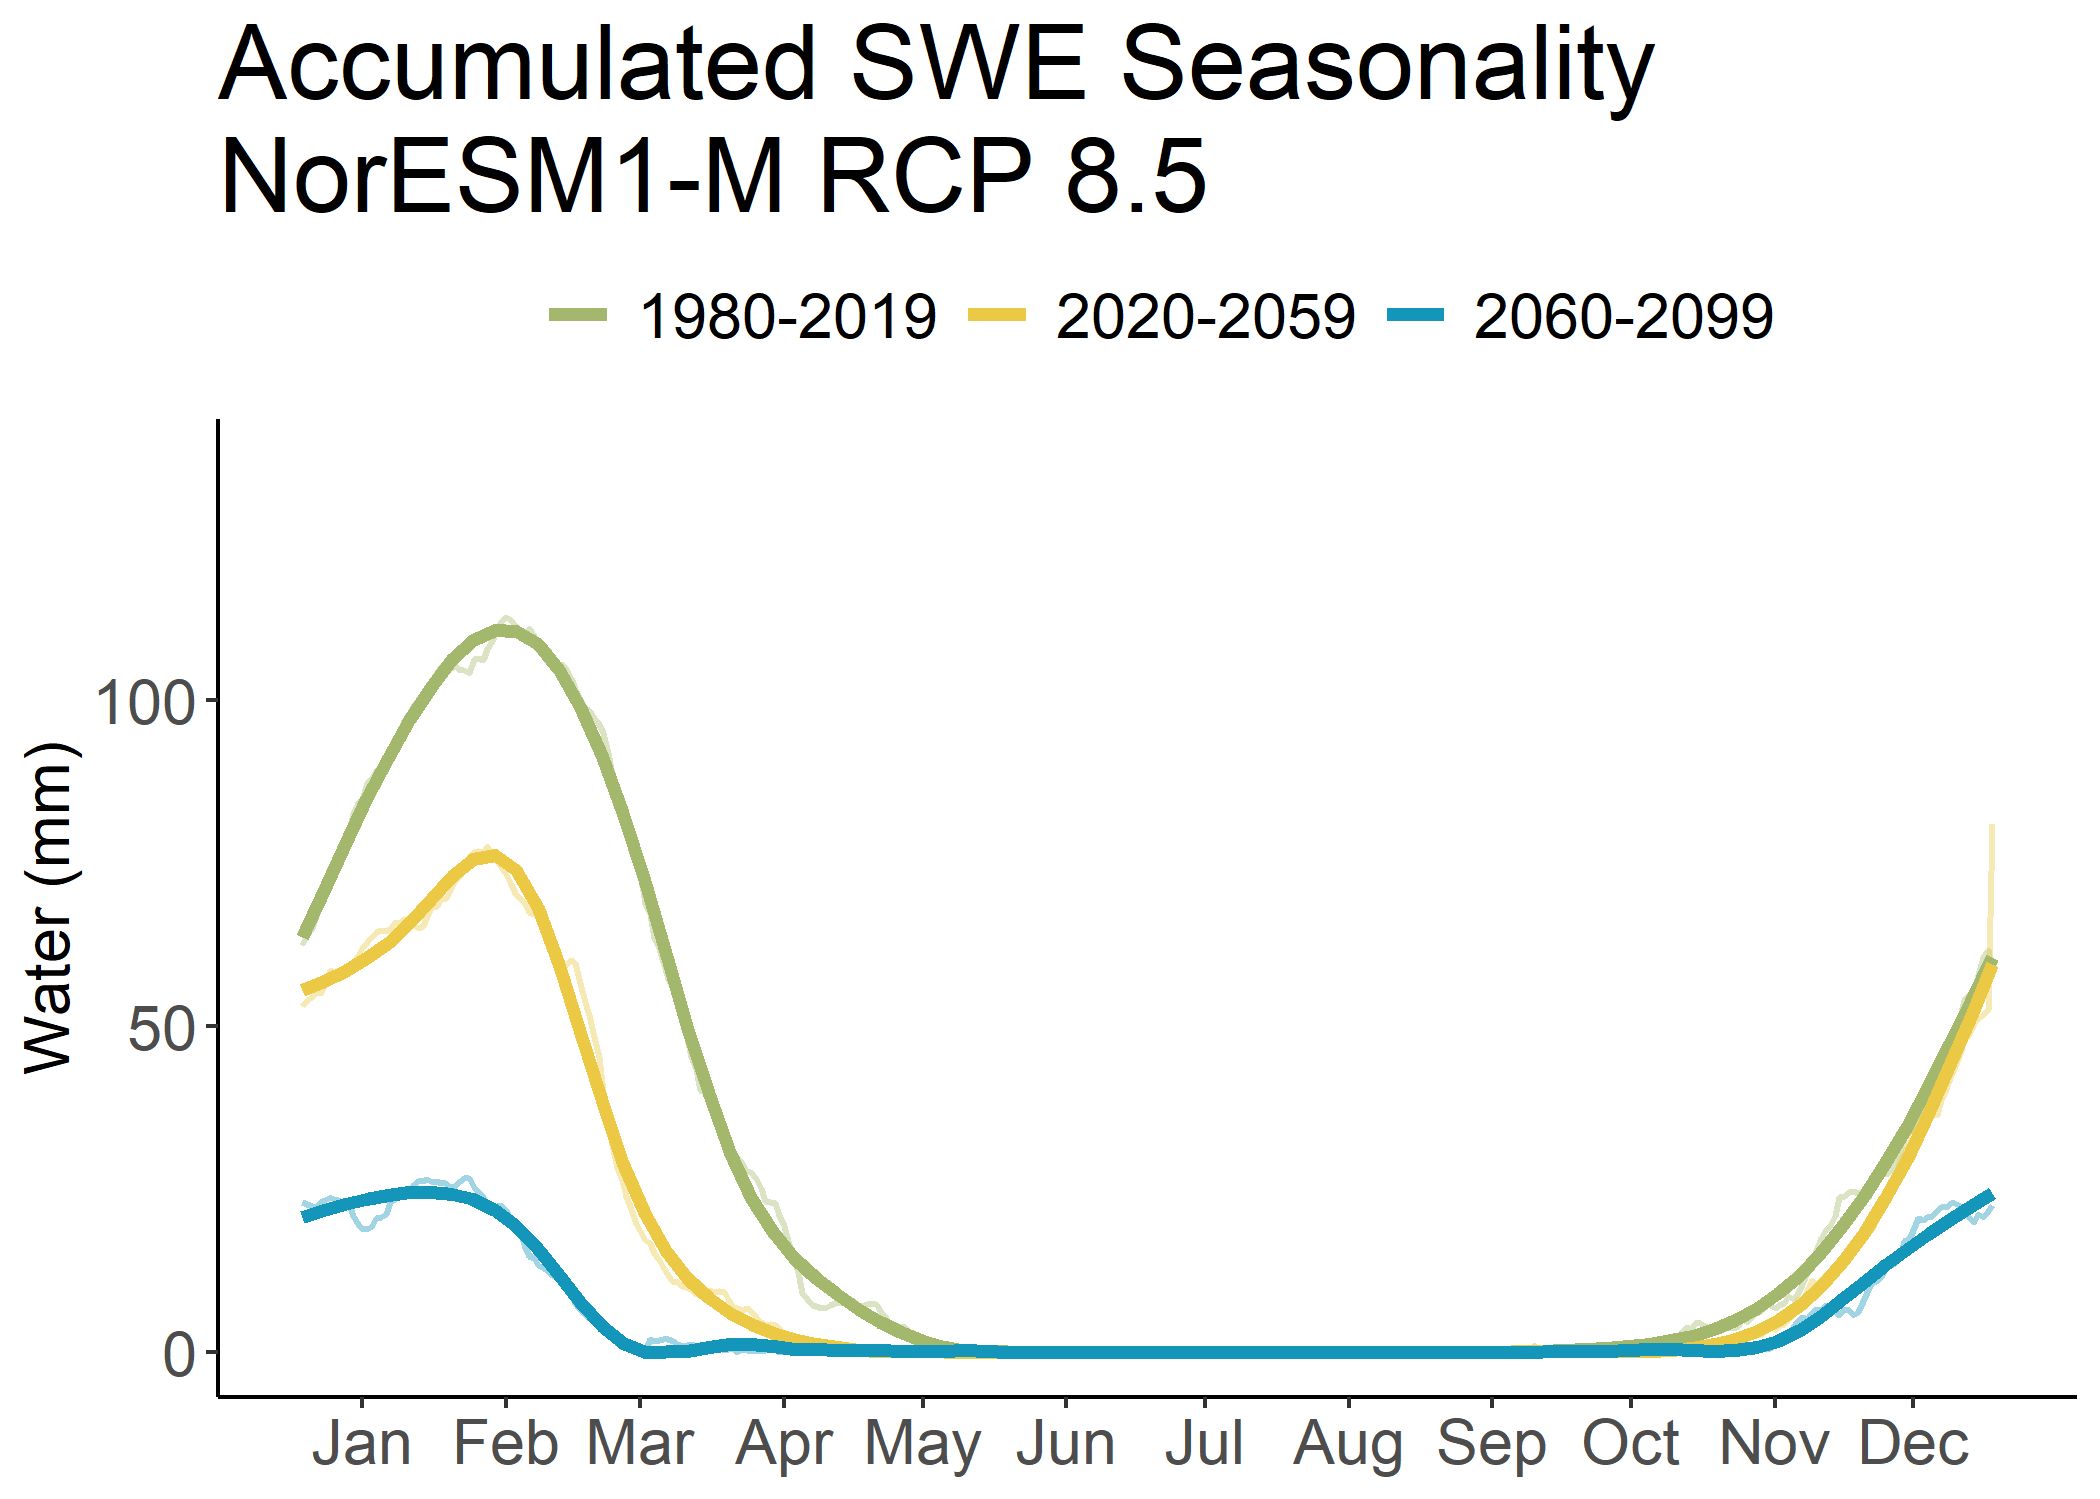 Accumulated SWE Seasonality
NorESM1-M RCP 8.5
1980-2019 2020-2059 2060-2099
Water (mm)
100
50
0
Jan Feb Mar Apr May Jun Jul Aug Sep Oct Nov Dec